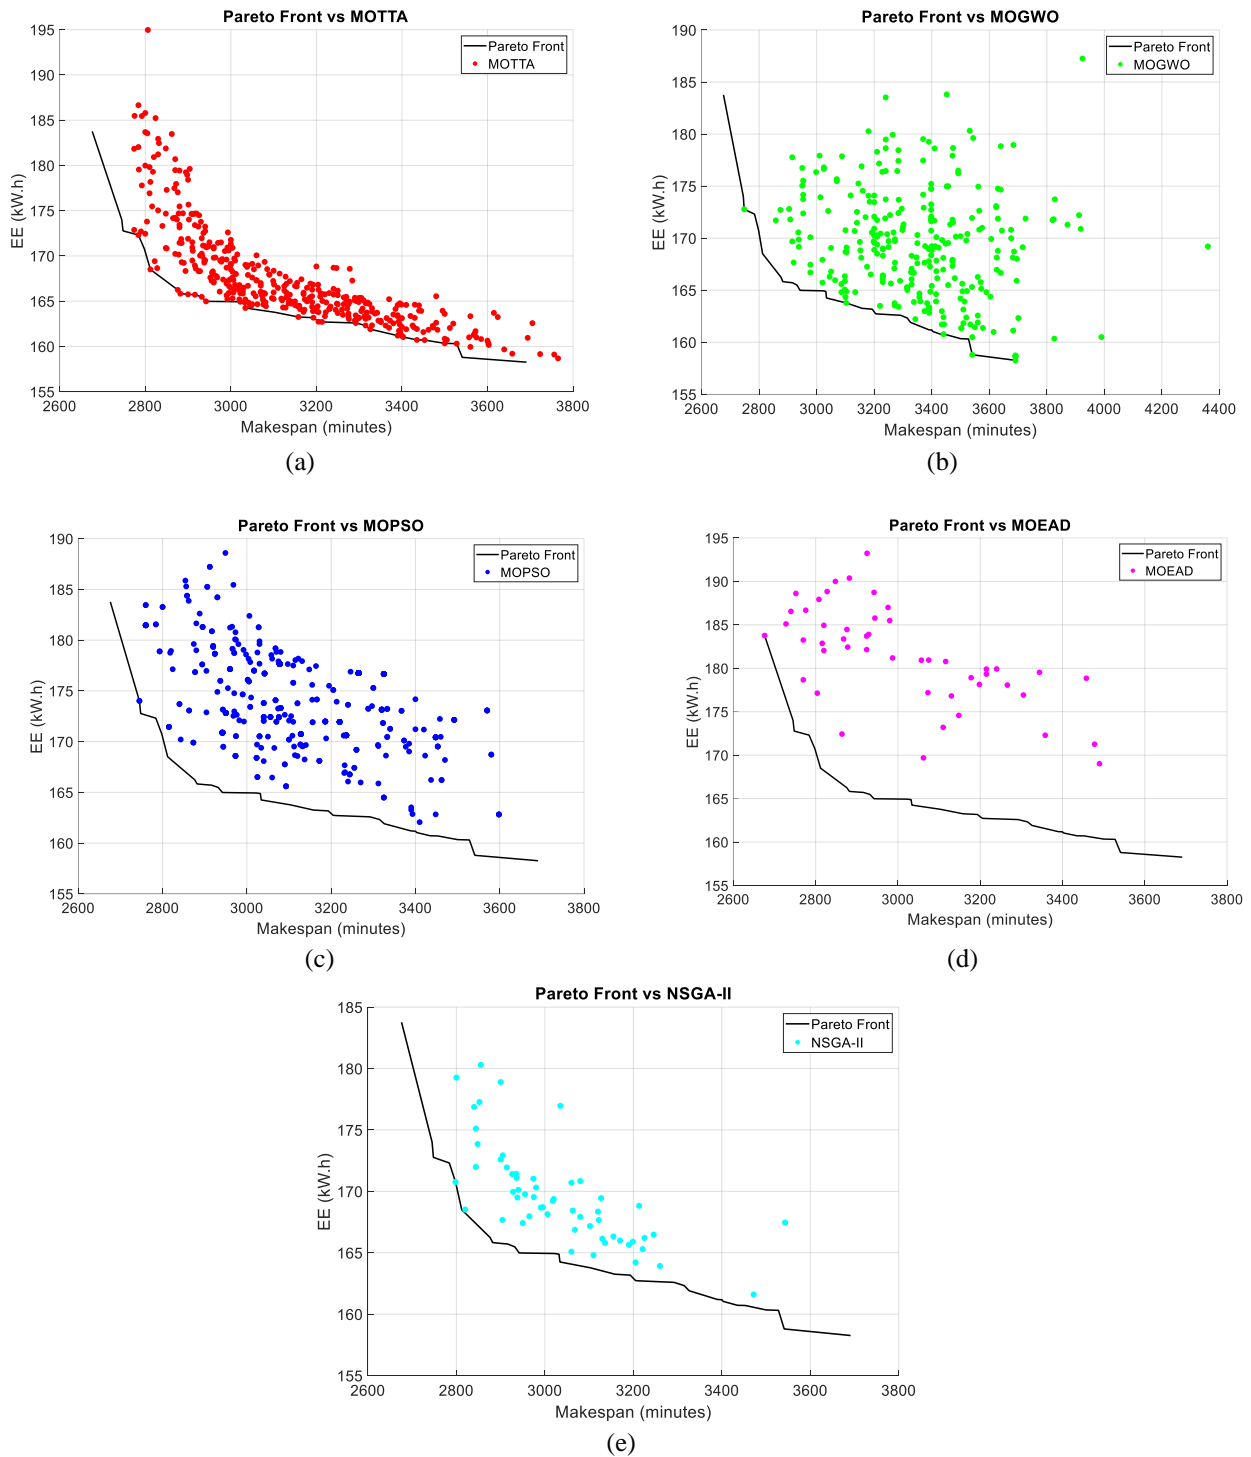 Pareto Front vs MOTTA
195
190
185
180
175
170
165
160
155
EE (kW.h)
Pareto Front
MOTTA
2600 2800 3000 3200 3400 3600 3800
Makespan (minutes)
(a)
Pareto Front vs MOGWO
190
185
180
175
170
165
160
155
EE (kW.h)
Pareto Front
MOGWO
2600 2800 3000 3200 3400 3600 3800 4000 4200 4400
Makespan (minutes)
(b)
Pareto Front vs MOPSO
190
185
180
175
170
165
160
155
EE (kW.h)
Pareto Front
MOPSO
2600 2800 3000 3200 3400 3600 3800
Makespan (minutes)
(c)
Pareto Front vs MOEAD
195
190
185
180
175
170
165
160
155
EE (kW.h)
Pareto Front
MOEAD
2600 2800 3000 3200 3400 3600 3800
Makespan (minutes)
(d)
Pareto Front vs NSGA-II
185
180
175
170
165
160
155
EE (kW.h)
Pareto Front
NSGA-II
2600 2800 3000 3200 3400 3600 3800
Makespan (minutes)
(e)